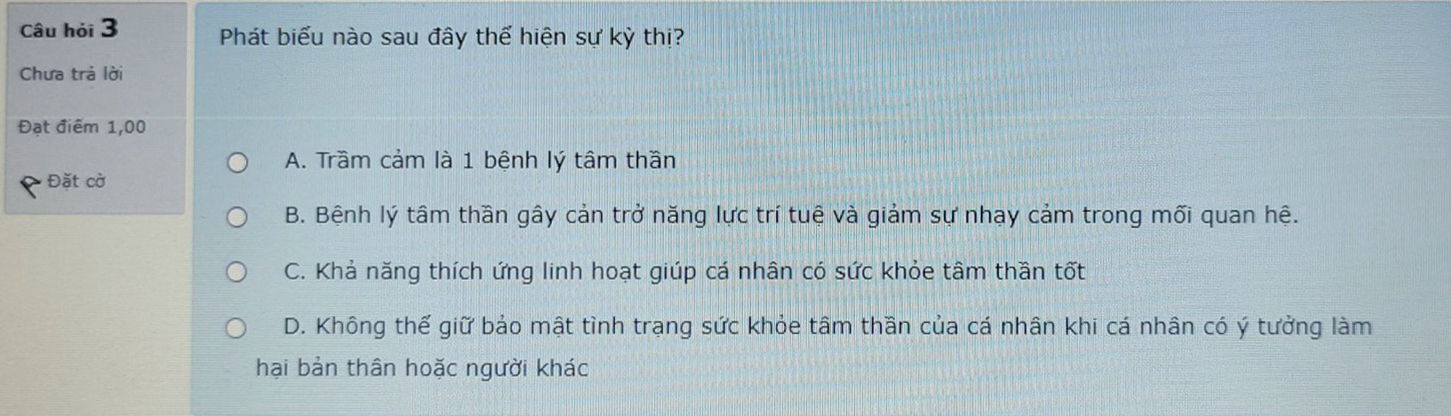 Câu hỏi 3
Chưa trả lời
Đạt điểm 1,00
Đặt cờ
Phát biểu nào sau đây thể hiện sự kỳ thị?
A. Trầm cảm là 1 bệnh lý tâm thần
B. Bệnh lý tâm thần gây cản trở năng lực trí tuệ và giảm sự nhạy cảm trong mối quan hệ.
C. Khả năng thích ứng linh hoạt giúp cá nhân có sức khỏe tâm thần tốt
D. Không thể giữ bảo mật tình trạng sức khỏe tâm thần của cá nhân khi cá nhân có ý tưởng làm
hại bản thân hoặc người khác